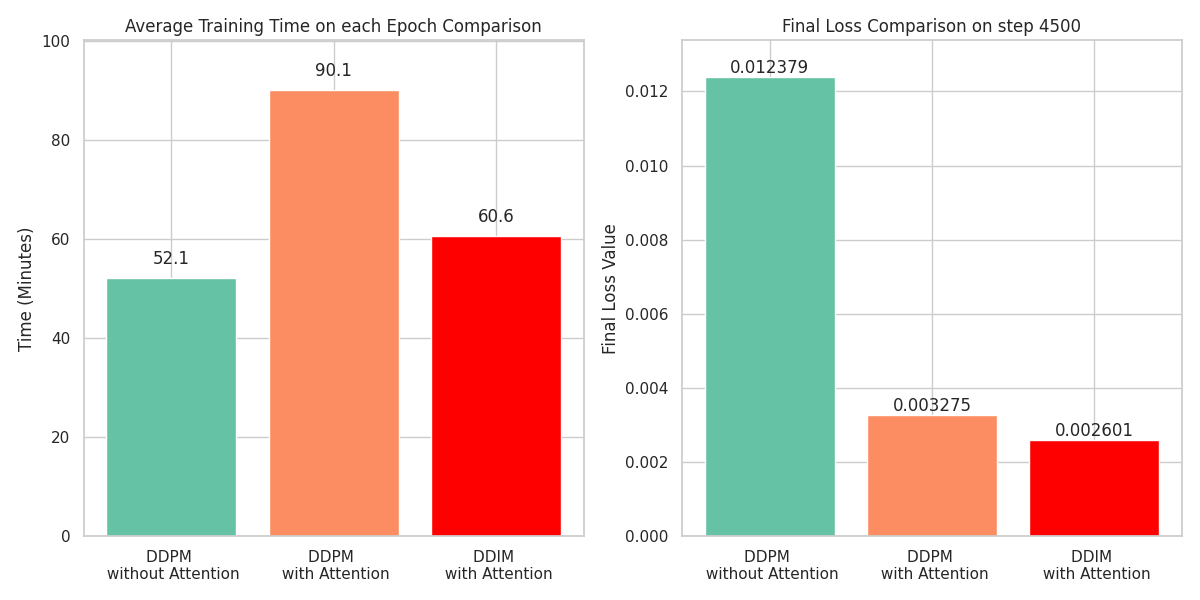 Average Training Time on each Epoch Comparison
Time (Minutes)
100
80
60
40
20
0
52.1
90.1
60.6
DDPM
without Attention
DDPM
with Attention
DDIM
with Attention
Final Loss Comparison on step 4500
Final Loss Value
0.012
0.010
0.008
0.006
0.004
0.002
0.000
0.012379
0.003275
0.002601
DDPM
without Attention
DDPM
with Attention
DDIM
with Attention